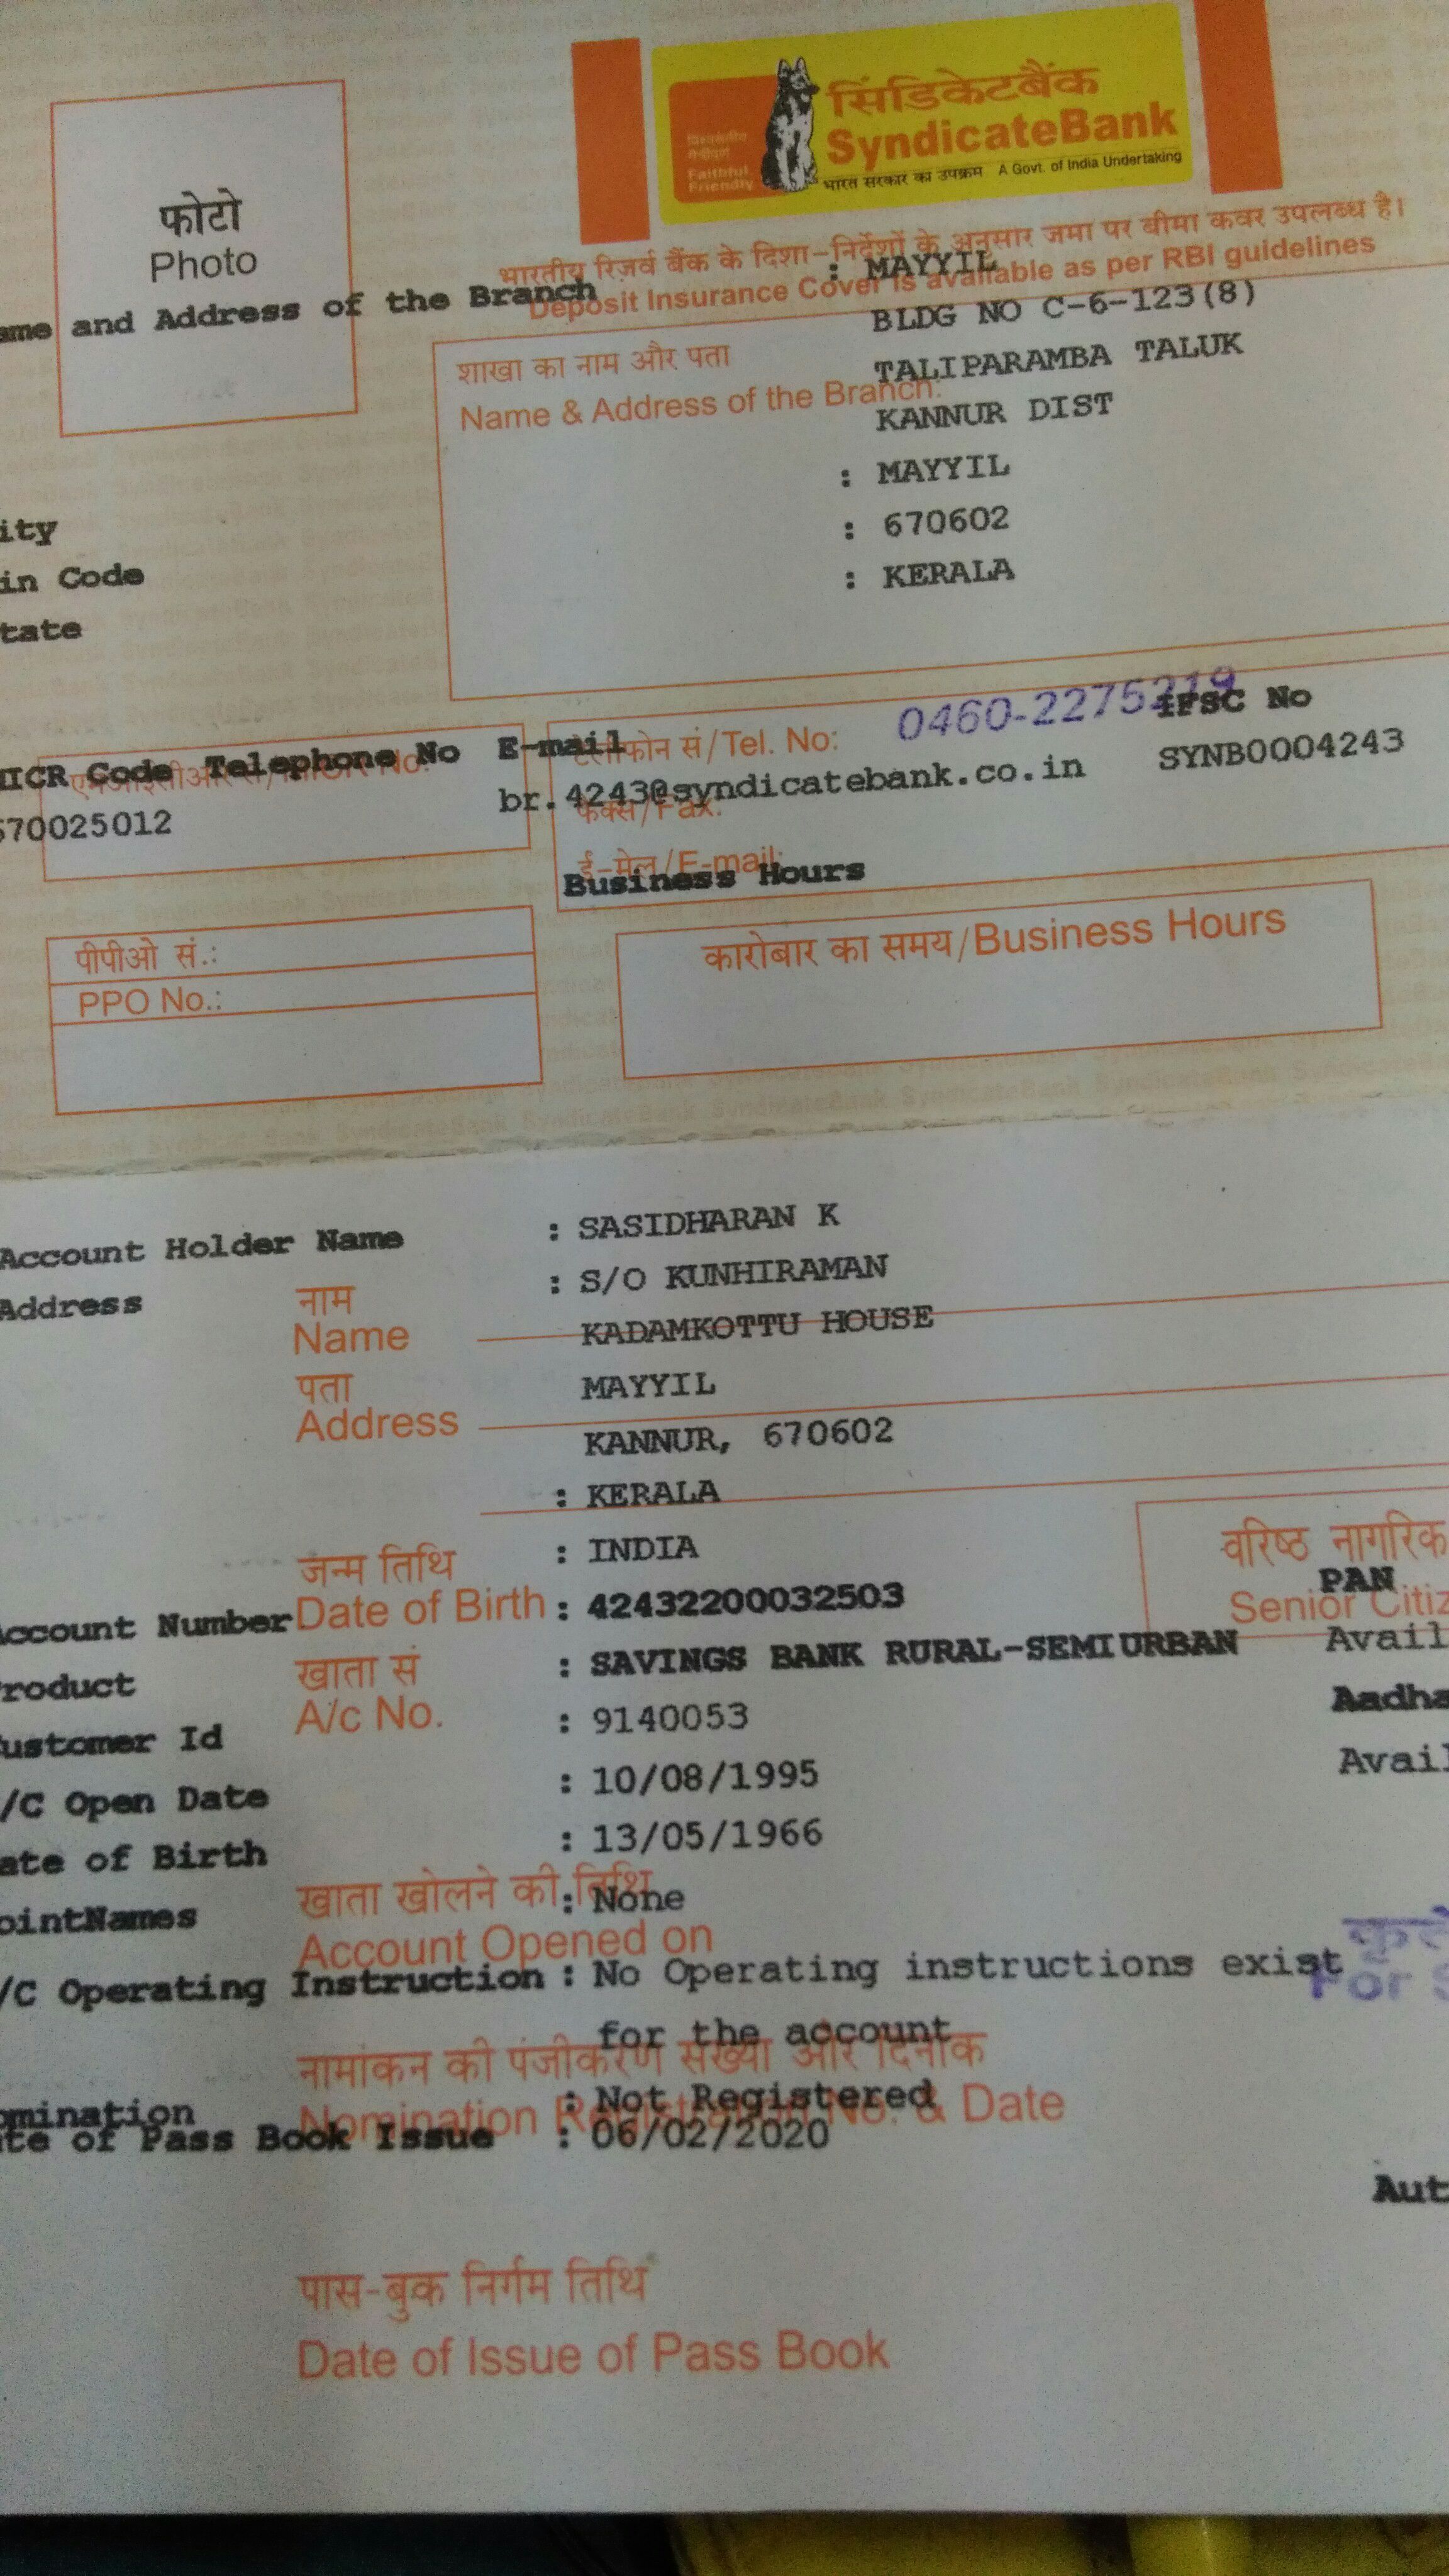 सिंडिकेटबैंक
SyndicateBank
भारत सरकार का उपक्रम A Govt. of India Undertaking
Faithful
Friendly
फोटो
Photo
भारतीय रिज़र्व बैंक के दिशा-निर्देशों के अनुसार जमा पर बीमा कवर उपलब्ध है।
Deposit Insurance Cover is available as per RBI guidelines
ame and Address of the Branch : MAYYIL
BLDG NO C-6-123(8)
शाखा का नाम और पता
TALIPARAMBA TALUK
Name & Address of the Branch:
KANNUR DIST
ity : MAYYIL
in Code : 670602
tate : KERALA
टेलीफोन सं/Tel. No: 0460-2275219
IFSC No
MICR Code Telephone No E-mail
SYNB0004243
br.4243@syndicatebank.co.in
670025012
फैक्स/Fax:
ई-मेल/E-mail:
Business Hours
पीपीओ सं.:
PPO No.:
कारोबार का समय/Business Hours
Account Holder Name : SASIDHARAN K
Address : S/O KUNHIRAMAN
नाम
Name
KADAMKOTTU HOUSE
पता
MAYYIL
Address
KANNUR, 670602
: KERALA
जन्म तिथि
: INDIA
वरिष्ठ नागरिक
PAN
Senior Citiz
Date of Birth
Account Number : 42432200032503
Avail
खाता सं
roduct : SAVINGS BANK RURAL-SEMIURBAN
A/c No.
ustomer Id : 9140053
Aadha
/C Open Date : 10/08/1995
Avail
ate of Birth : 13/05/1966
खाता खोलने की तिथि
ointNames : None
Account Opened on
/C Operating Instruction : No Operating instructions exist
For S
for the account
नामांकन की पंजीकरण संख्या और दिनांक
omination : Not Registered
Nomination Registration No. & Date
te of Pass Book Issue : 06/02/2020
Aut
पास-बुक निर्गम तिथि
Date of Issue of Pass Book